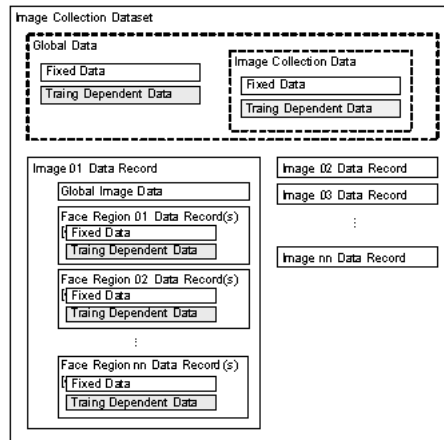 Image Collection Dataset
Global Data
Fixed Data
Traing Dependent Data
Image Collection Data
Fixed Data
Traing Dependent Data
Image 01 Data Record
Global Image Data
Face Region 01 Data Record(s)
Fixed Data
Traing Dependent Data
Face Region 02 Data Record(s)
Fixed Data
Traing Dependent Data
⋮
Face Region nn Data Record (s)
Fixed Data
Traing Dependent Data
Image 02 Data Record
Image 03 Data Record
⋮
Image nn Data Record